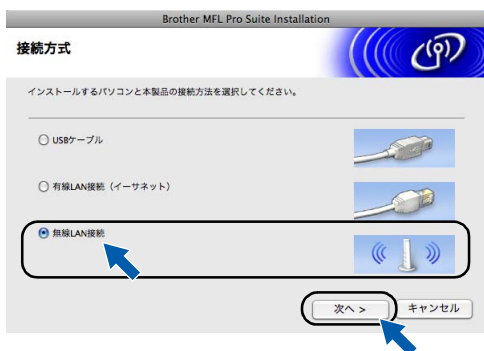 Brother MFL Pro Suite Installation
接続方式
インストールするパソコンと本製品の接続方法を選択してください。
USBケーブル
有線LAN接続（イーサネット）
無線LAN接続
次へ >
キャンセル